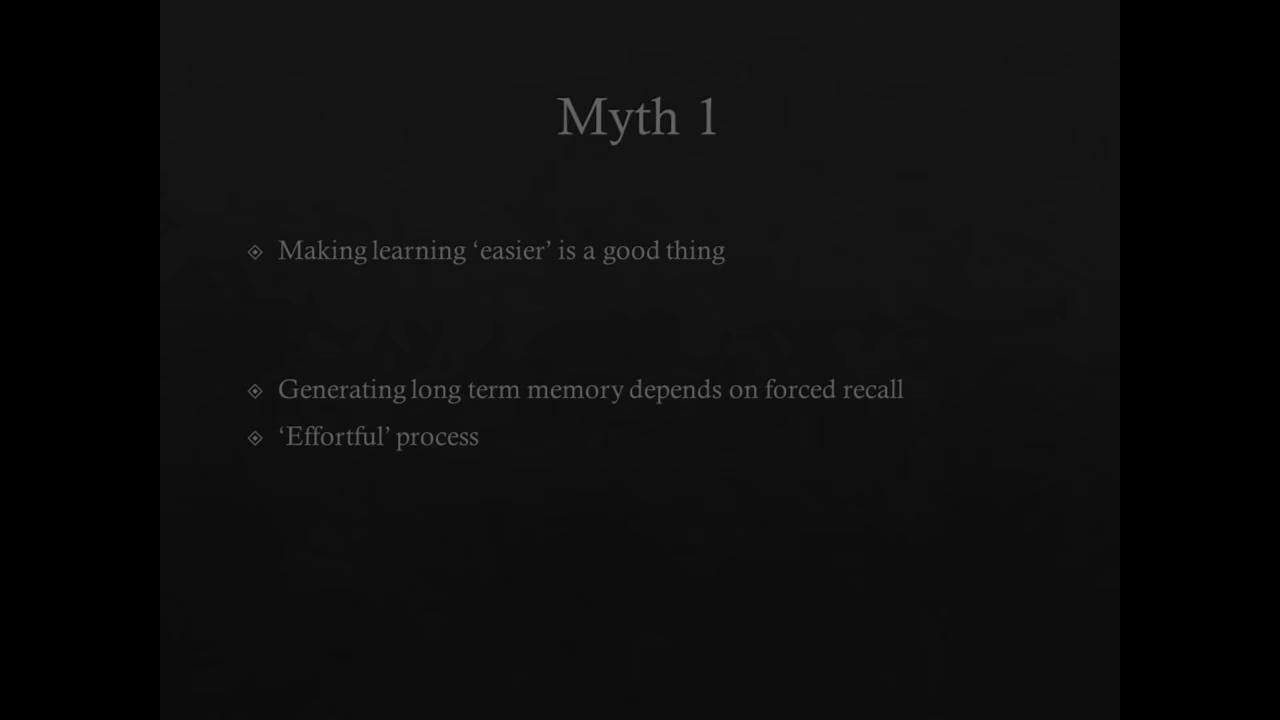 Myth 1
Making learning ‘easier’ is a good thing
Generating long term memory depends on forced recall
‘Effortful’ process